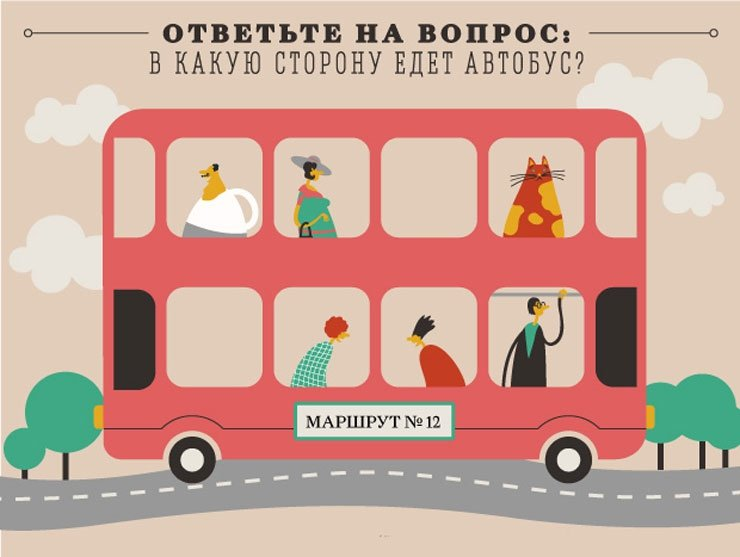 ОТВЕТЬТЕ НА ВОПРОС:
В КАКУЮ СТОРОНУ ЕДЕТ АВТОБУС?
МАРШРУТ № 12